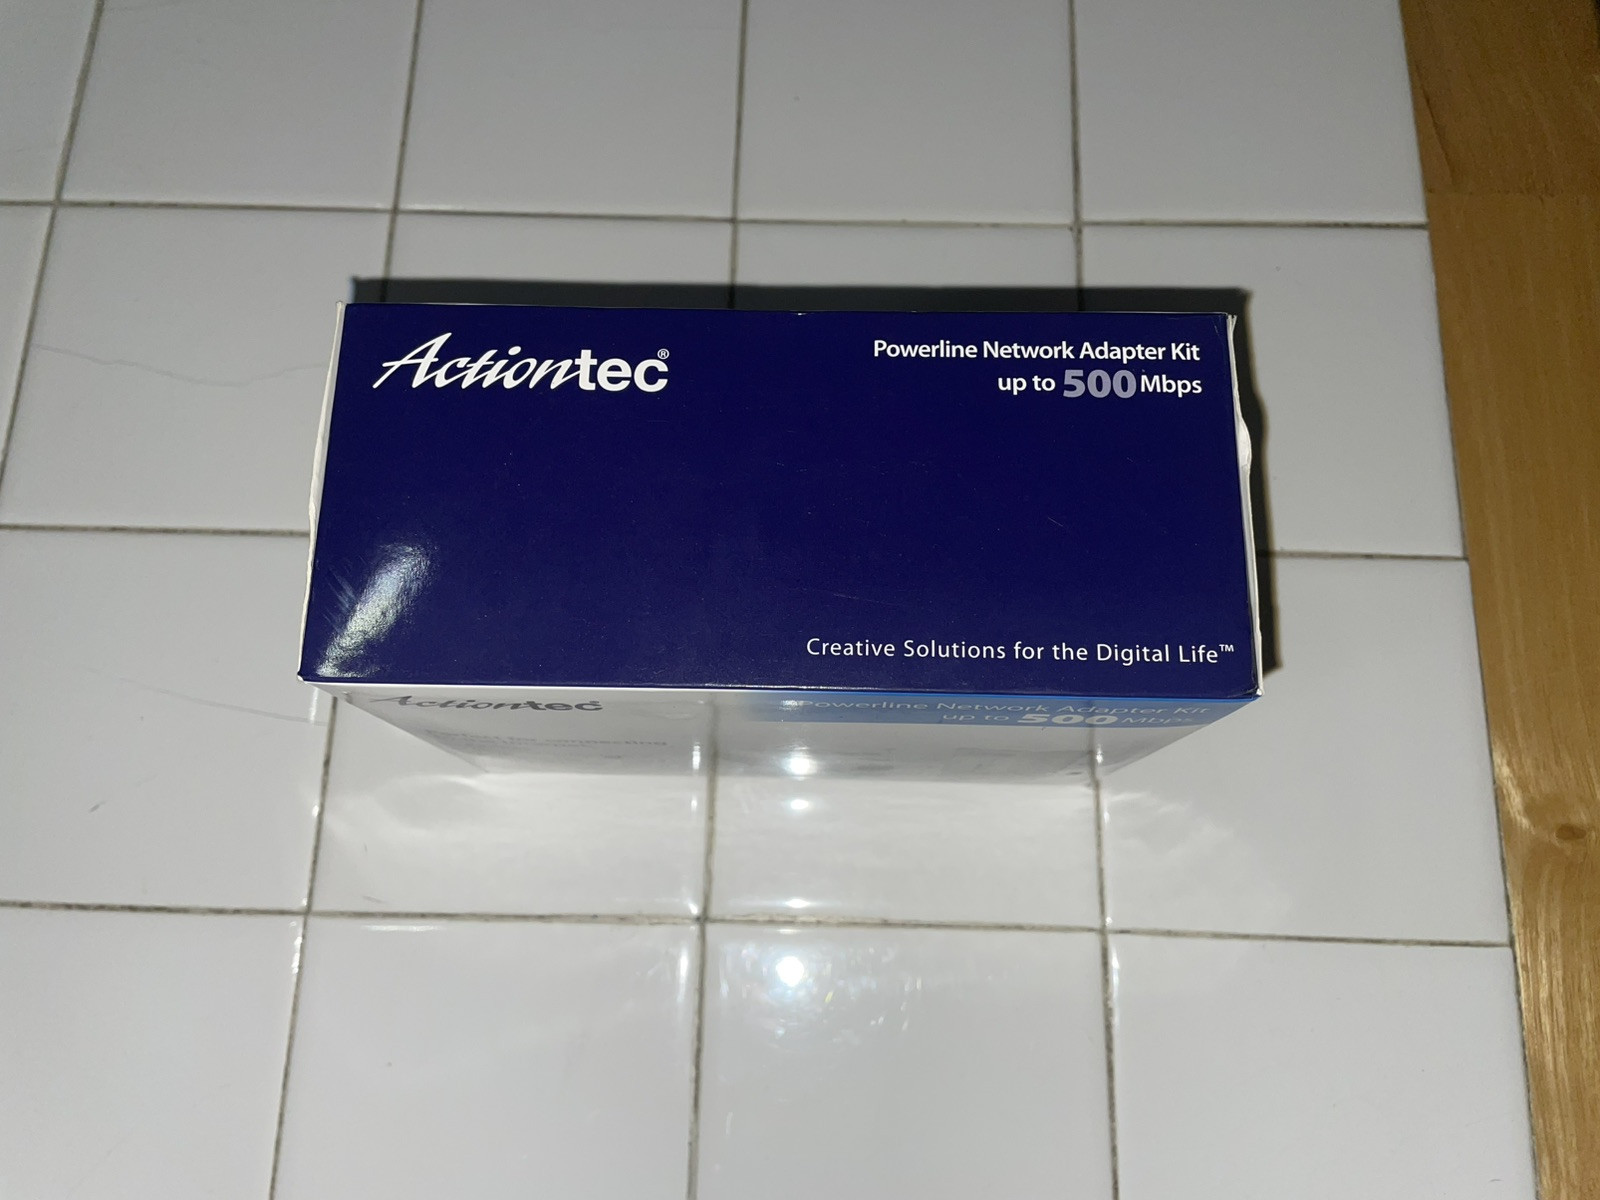 Actiontec®
Powerline Network Adapter Kit
up to 500 Mbps
Creative Solutions for the Digital Life™
Actiontec
Powerline Network Adapter Kit
up to 500 Mbps